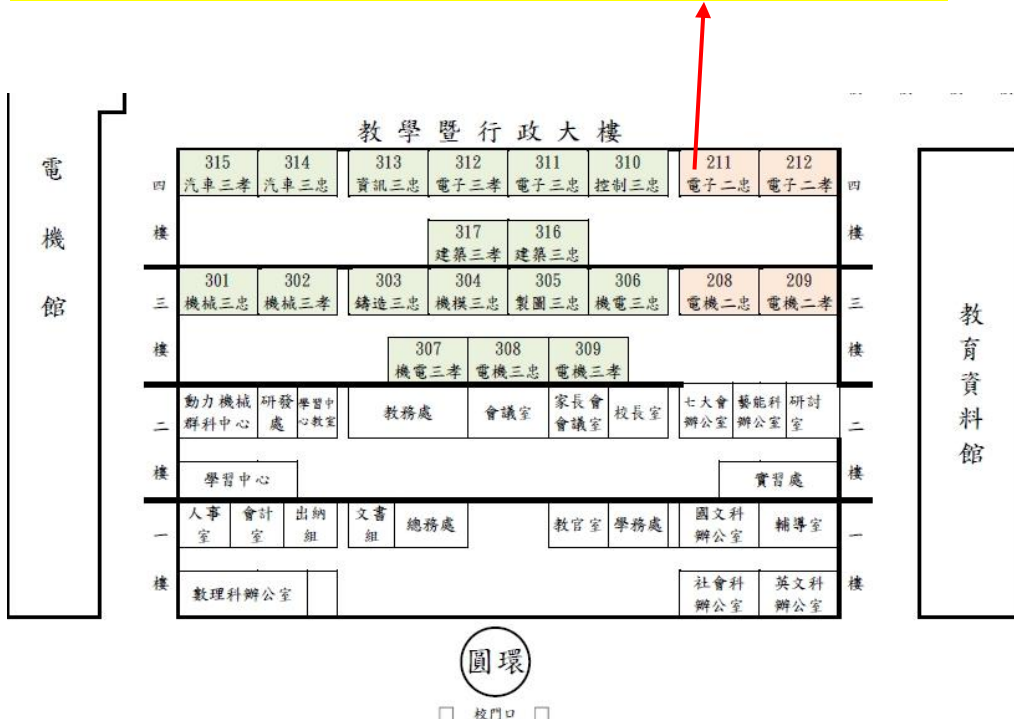 教學暨行政大樓
電機館
四樓
315 314 313 312 311 310 211 212
汽車三孝 汽車三忠 資訊三忠 電子三孝 電子三忠 控制三忠 電子二忠 電子二孝
四樓
317 316
建築三孝 建築三忠
三樓
301 302 303 304 305 306 208 209
機械三忠 機械三孝 鑄造三忠 機模三忠 製圖三忠 機電三忠 電機二忠 電機二孝
三樓
307 308 309
機電三孝 電機三忠 電機三孝
二樓
動力機械 研發 學習中 教務處 會議室 家長會 校長室 七大會 藝能科 研討
群科中心 處 心教室 會議室 辦公室 辦公室 室
二樓
學習中心 實習處
一樓
人事 會計 出納 文書 總務處 教官室 學務處 國文科 輔導室
室 室 組 組 辦公室
一樓
數理科辦公室 社會科 英文科
辦公室 辦公室
教育資料館
圓環
校門口